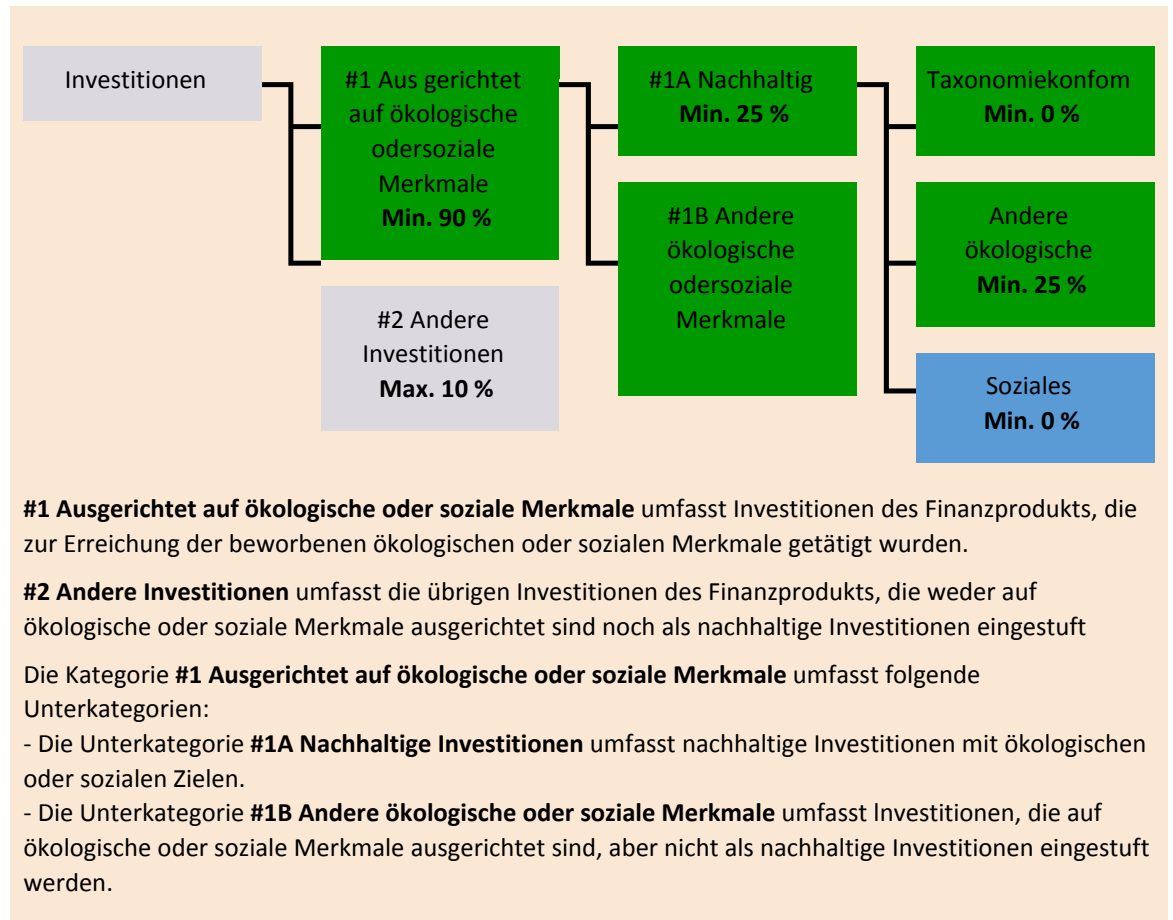 Investitionen
#1 Aus gerichtet
auf ökologische
odersoziale
Merkmale
Min. 90 %
#2 Andere
Investitionen
Max. 10 %
#1A Nachhaltig
Min. 25 %
#1B Andere
ökologische
odersoziale
Merkmale
Taxonomiekonfom
Min. 0 %
Andere
ökologische
Min. 25 %
Soziales
Min. 0 %
#1 Ausgerichtet auf ökologische oder soziale Merkmale umfasst Investitionen des Finanzprodukts, die
zur Erreichung der beworbenen ökologischen oder sozialen Merkmale getätigt wurden.
#2 Andere Investitionen umfasst die übrigen Investitionen des Finanzprodukts, die weder auf
ökologische oder soziale Merkmale ausgerichtet sind noch als nachhaltige Investitionen eingestuft
Die Kategorie #1 Ausgerichtet auf ökologische oder soziale Merkmale umfasst folgende
Unterkategorien:
- Die Unterkategorie #1A Nachhaltige Investitionen umfasst nachhaltige Investitionen mit ökologischen
oder sozialen Zielen.
- Die Unterkategorie #1B Andere ökologische oder soziale Merkmale umfasst lnvestitionen, die auf
ökologische oder soziale Merkmale ausgerichtet sind, aber nicht als nachhaltige Investitionen eingestuft
werden.